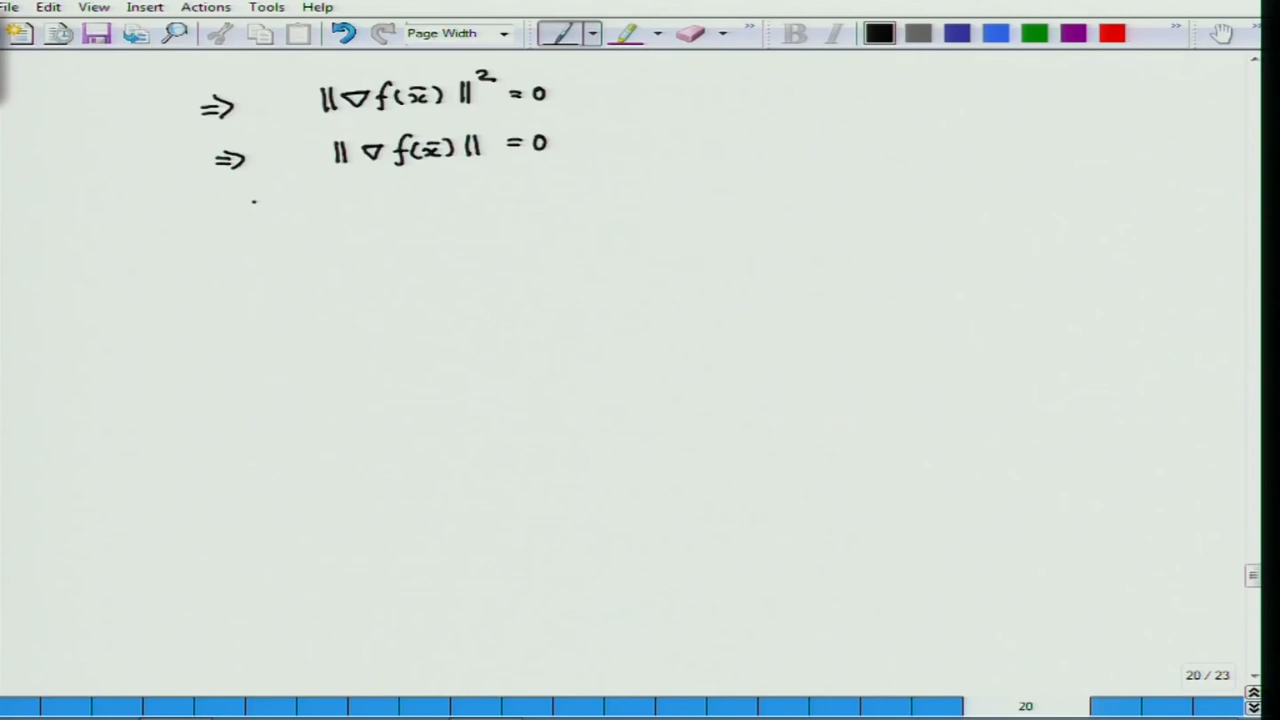 File Edit View Insert Actions Tools Help
Page Width B I
⇒ ‖∇f(x̄)‖² = 0
⇒ ‖∇f(x̄)‖ = 0
20 / 23
20